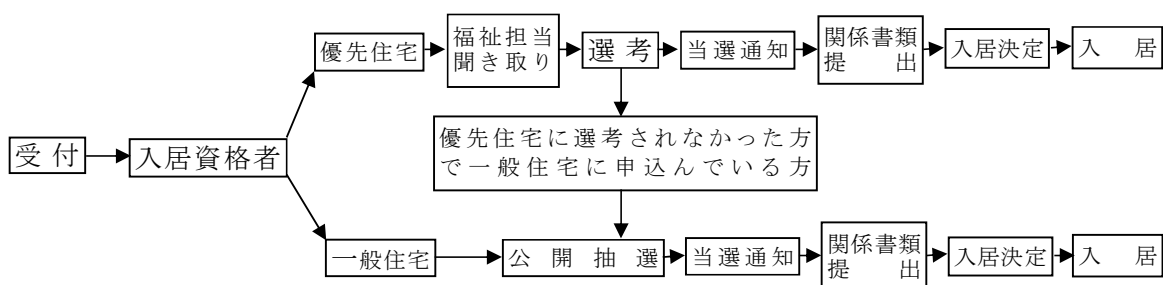 受付
入居資格者
優先住宅
福祉担当
聞き取り
選考
当選通知
関係書類
提出
入居決定
入居
優先住宅に選考されなかった方
で一般住宅に申込んでいる方
一般住宅
公開抽選
当選通知
関係書類
提出
入居決定
入居